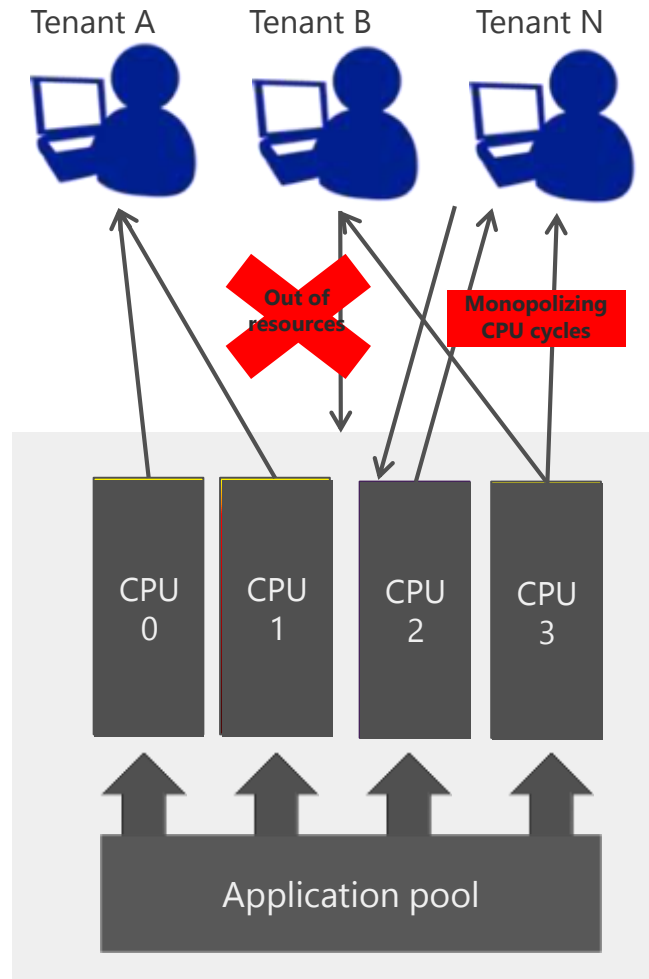 Tenant A
Tenant B
Tenant N
Out of
resources
Monopolizing
CPU cycles
CPU
0
CPU
1
CPU
2
CPU
3
Application pool